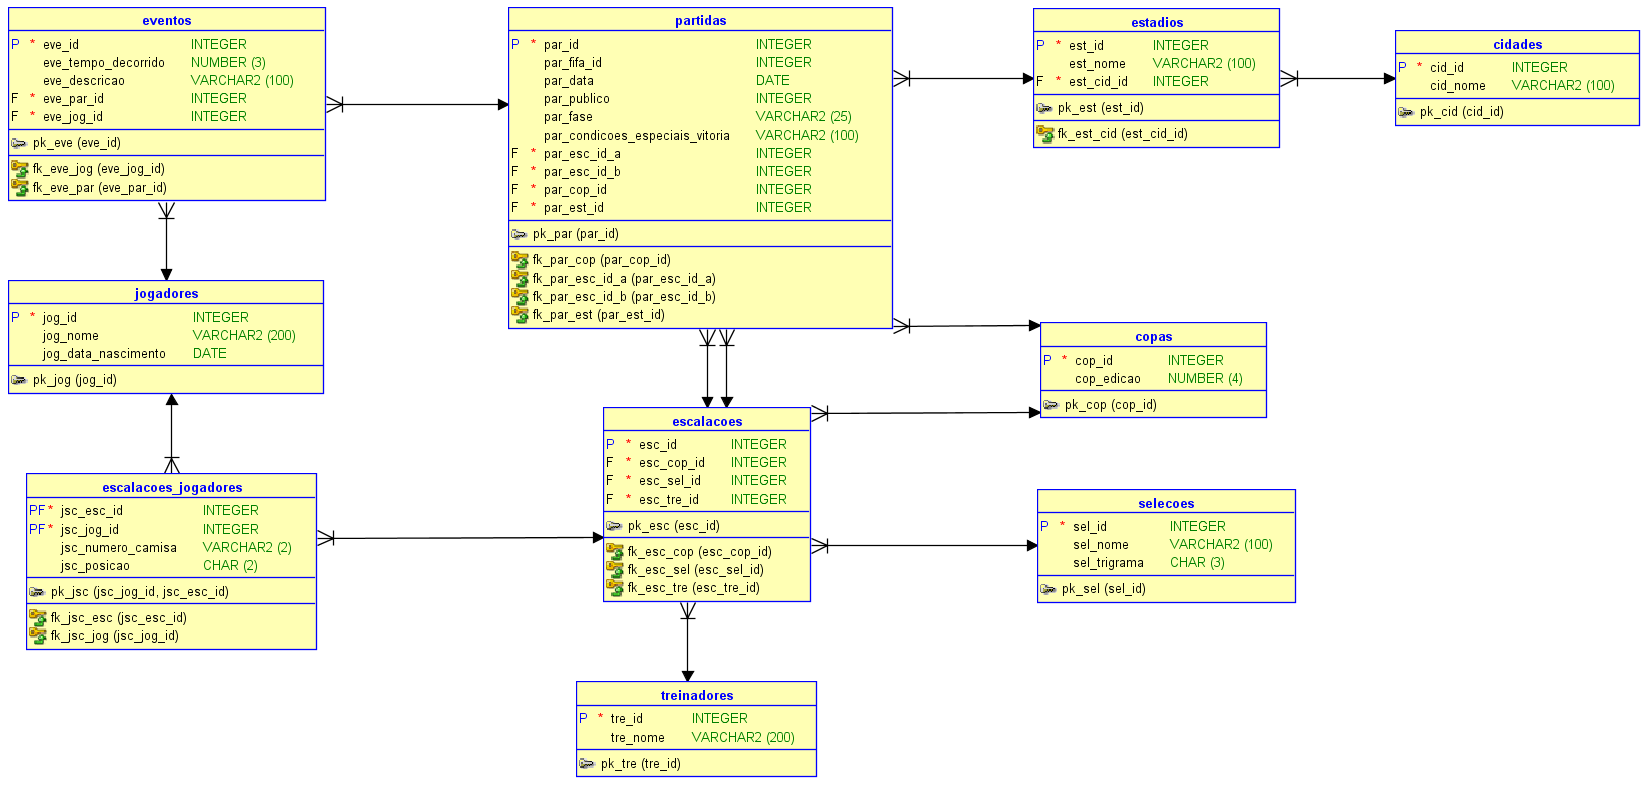 eventos
P * eve_id INTEGER
eve_tempo_decorrido NUMBER (3)
eve_descricao VARCHAR2 (100)
F * eve_par_id INTEGER
F * eve_jog_id INTEGER
pk_eve (eve_id)
fk_eve_jog (eve_jog_id)
fk_eve_par (eve_par_id)
partidas
P * par_id INTEGER
par_fifa_id INTEGER
par_data DATE
par_publico INTEGER
par_fase VARCHAR2 (25)
par_condicoes_especiais_vitoria VARCHAR2 (100)
F * par_esc_id_a INTEGER
F * par_esc_id_b INTEGER
F * par_cop_id INTEGER
F * par_est_id INTEGER
pk_par (par_id)
fk_par_cop (par_cop_id)
fk_par_esc_id_a (par_esc_id_a)
fk_par_esc_id_b (par_esc_id_b)
fk_par_est (par_est_id)
estadios
P * est_id INTEGER
est_nome VARCHAR2 (100)
F * est_cid_id INTEGER
pk_est (est_id)
fk_est_cid (est_cid_id)
cidades
P * cid_id INTEGER
cid_nome VARCHAR2 (100)
pk_cid (cid_id)
jogadores
P * jog_id INTEGER
jog_nome VARCHAR2 (200)
jog_data_nascimento DATE
pk_jog (jog_id)
copas
P * cop_id INTEGER
cop_edicao NUMBER (4)
pk_cop (cop_id)
escalacoes
P * esc_id INTEGER
F * esc_cop_id INTEGER
F * esc_sel_id INTEGER
F * esc_tre_id INTEGER
pk_esc (esc_id)
fk_esc_cop (esc_cop_id)
fk_esc_sel (esc_sel_id)
fk_esc_tre (esc_tre_id)
escalacoes_jogadores
PF * jsc_esc_id INTEGER
PF * jsc_jog_id INTEGER
jsc_numero_camisa VARCHAR2 (2)
jsc_posicao CHAR (2)
pk_jsc (jsc_jog_id, jsc_esc_id)
fk_jsc_esc (jsc_esc_id)
fk_jsc_jog (jsc_jog_id)
selecoes
P * sel_id INTEGER
sel_nome VARCHAR2 (100)
sel_trigrama CHAR (3)
pk_sel (sel_id)
treinadores
P * tre_id INTEGER
tre_nome VARCHAR2 (200)
pk_tre (tre_id)